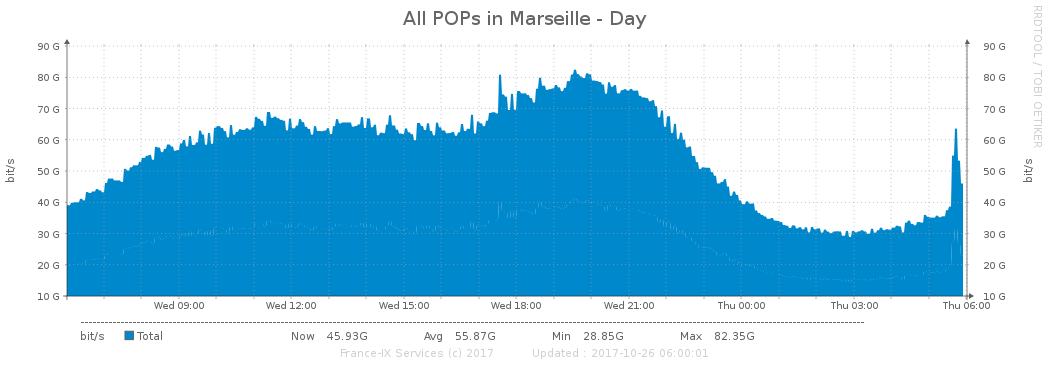 All POPs in Marseille - Day
RRDTOOL / TOBI OETIKER
90 G 90 G
80 G 80 G
70 G 70 G
60 G 60 G
50 G 50 G
40 G 40 G
30 G 30 G
20 G 20 G
10 G 10 G
bit/s bit/s
Wed 09:00 Wed 12:00 Wed 15:00 Wed 18:00 Wed 21:00 Thu 00:00 Thu 03:00 Thu 06:00
bit/s Total Now 45.93G Avg 55.87G Min 28.85G Max 82.35G
France-IX Services (c) 2017 Updated : 2017-10-26 06:00:01